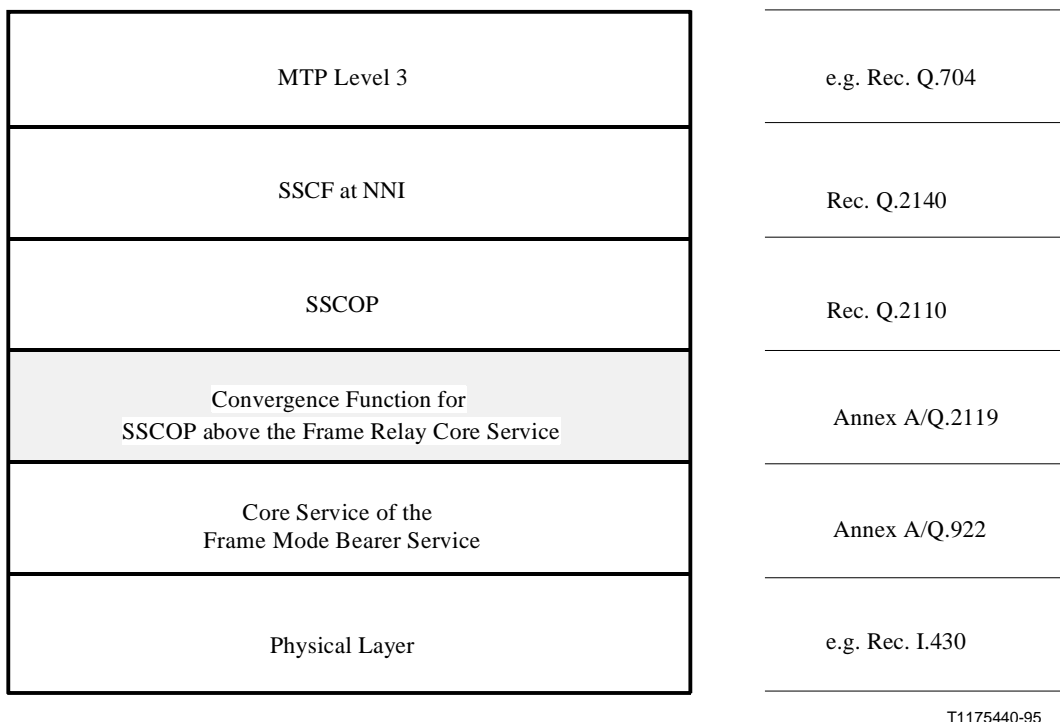 MTP Level 3
e.g. Rec. Q.704
SSCF at NNI
Rec. Q.2140
SSCOP
Rec. Q.2110
Convergence Function for
SSCOP above the Frame Relay Core Service
Annex A/Q.2119
Core Service of the
Frame Mode Bearer Service
Annex A/Q.922
Physical Layer
e.g. Rec. I.430
T1175440-95